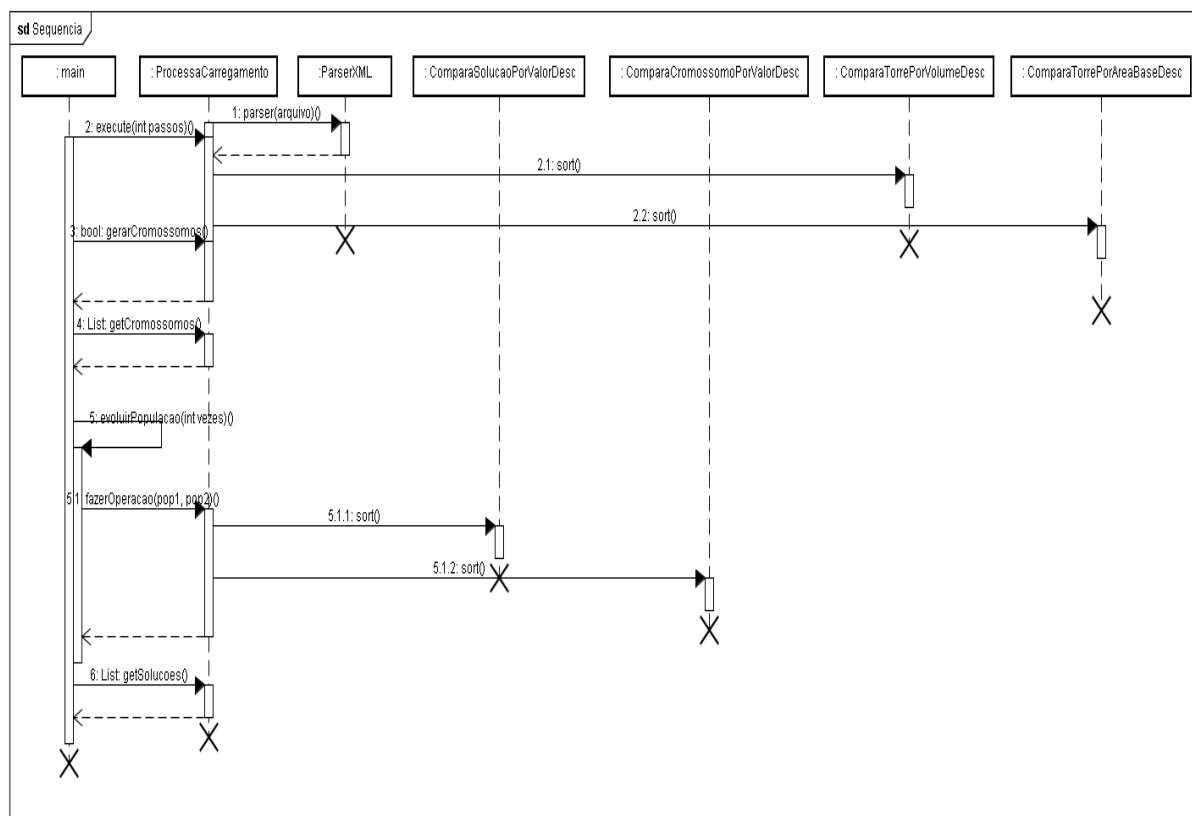 sd Sequencia
: main
: ProcessaCarregamento
:ParserXML
: ComparaSolucaoPorValorDesc
: ComparaCromossomoPorValorDesc
: ComparaTorrePorVolumeDesc
: ComparaTorrePorAreaBaseDesc
1: parser(arquivo)()
2: execute(int passos)()
2.1: sort()
2.2: sort()
3: bool: gerarCromossomos()
4: List: getCromossomos()
5: evoluirPopulacao(int vezes)()
5.1: fazerOperacao(pop1, pop2)()
5.1.1: sort()
5.1.2: sort()
6: List: getSolucoes()